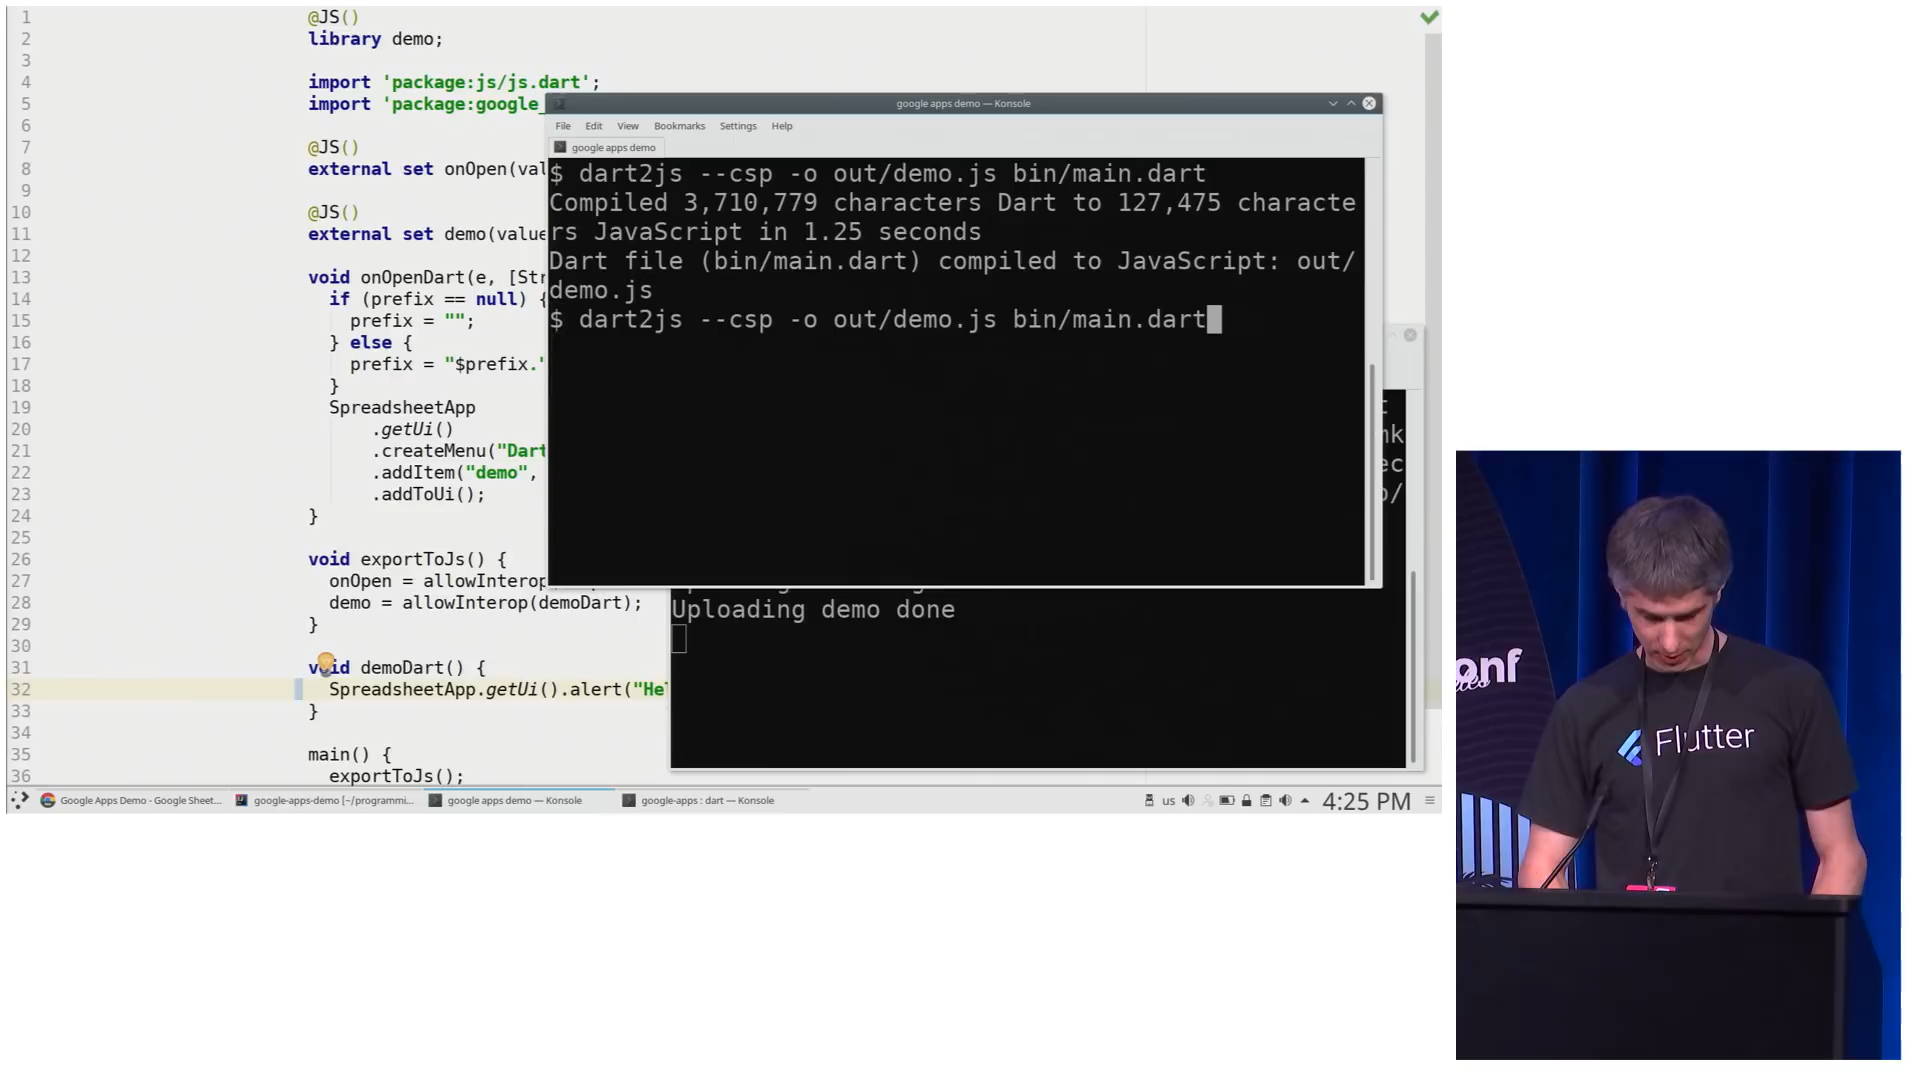 1 @JS()
2 library demo;
3
4 import 'package:js/js.dart';
5 import 'package:google_
6
7 @JS()
8 external set onOpen(val
9
10 @JS()
11 external set demo(value
12
13 void onOpenDart(e, [Str
14 if (prefix == null) {
15 prefix = "";
16 } else {
17 prefix = "$prefix."
18 }
19 SpreadsheetApp
20 .getUi()
21 .createMenu("Dart
22 .addItem("demo",
23 .addToUi();
24 }
25
26 void exportToJs() {
27 onOpen = allowInterop
28 demo = allowInterop(demoDart);
29 }
30
31 void demoDart() {
32 SpreadsheetApp.getUi().alert("Hel
33 }
34
35 main() {
36 exportToJs();
google apps demo — Konsole
File Edit View Bookmarks Settings Help
google apps demo
$ dart2js --csp -o out/demo.js bin/main.dart
Compiled 3,710,779 characters Dart to 127,475 characte
rs JavaScript in 1.25 seconds
Dart file (bin/main.dart) compiled to JavaScript: out/
demo.js
$ dart2js --csp -o out/demo.js bin/main.dart
Uploading demo done
Google Apps Demo - Google Sheet... google-apps-demo [~/programmi... google apps demo — Konsole google-apps : dart — Konsole us 4:25 PM
onf
Flutter